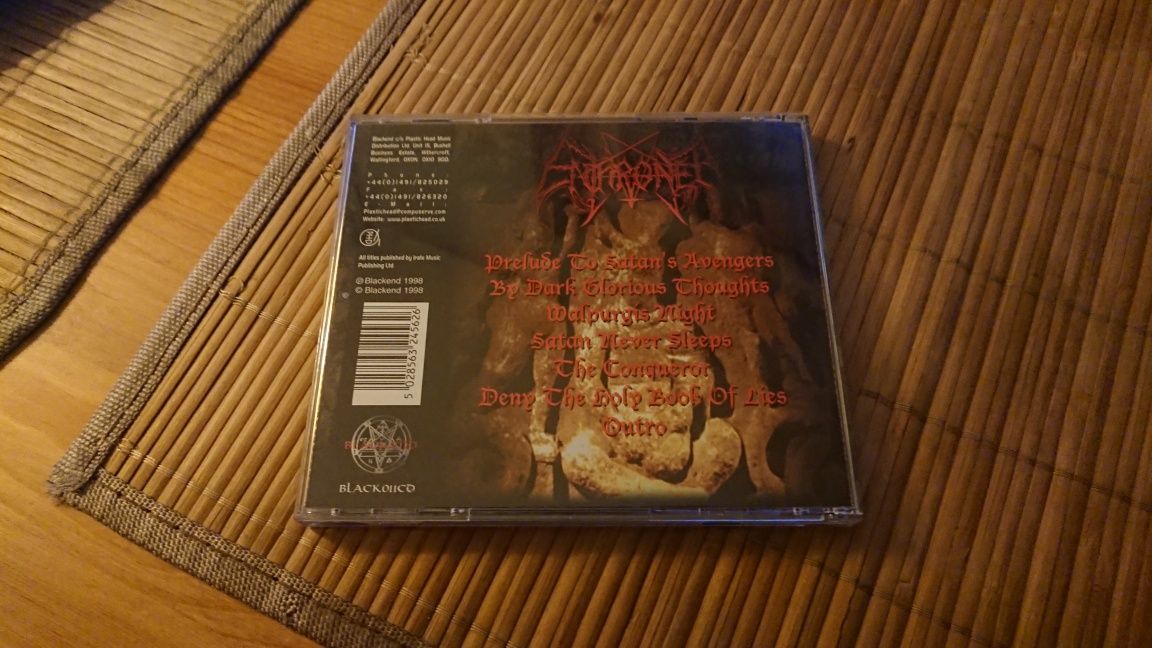 Blackend c/o Plastic Head Music
Distribution Ltd. Unit 15, Bushell
Business Estate, Hithercroft,
Wallingford, OXON. OX10 9DD.
Phone:
+44(0)1491/825029
Fax:
+44(0)1491/826320
E-Mail:
Plastichead@compuserve.com
Website: www.plastichead.co.uk
PHD
All titles published by Irate Music
Publishing Ltd
℗ Blackend 1998
© Blackend 1998
5 028563 245626
BLACK011CD
ENTHRONED
Prelude To Satan's Avengers
By Dark Glorious Thoughts
Walpurgis Night
Satan Never Sleeps
The Conqueror
Deny The Holy Book Of Lies
Outro